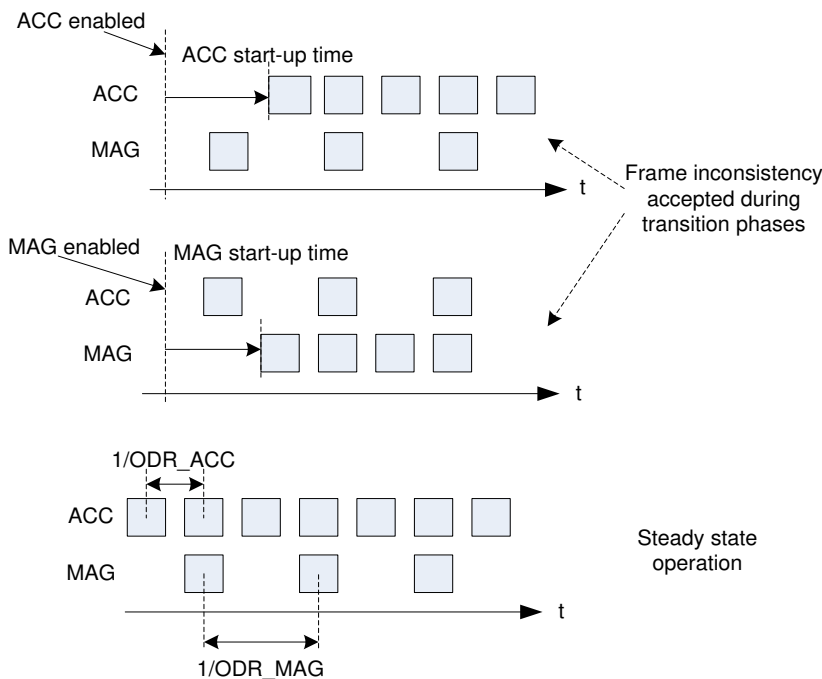 ACC enabled
ACC start-up time
ACC
MAG
t
Frame inconsistency
accepted during
transition phases
MAG enabled
MAG start-up time
ACC
MAG
t
1/ODR_ACC
ACC
MAG
t
1/ODR_MAG
Steady state
operation